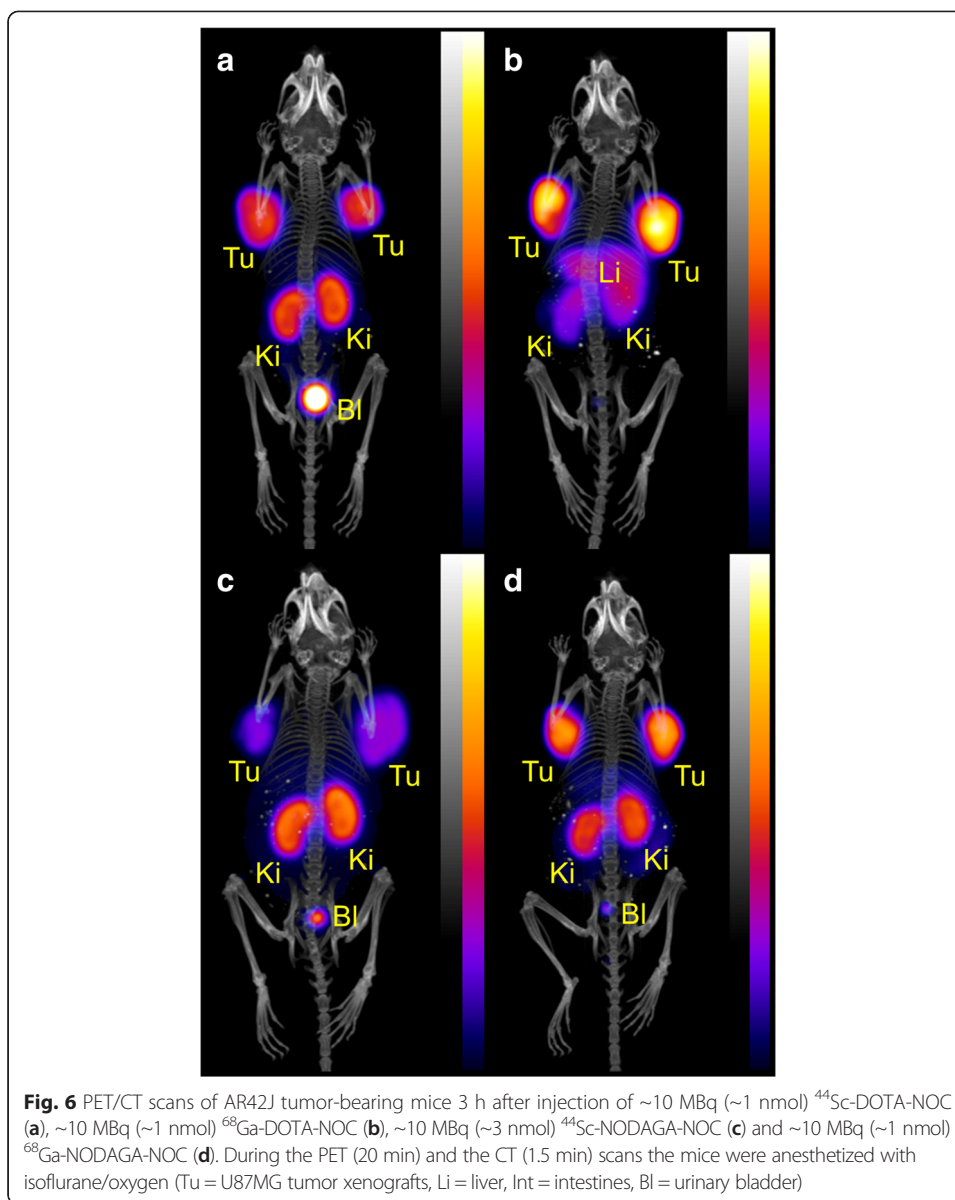 a
b
Tu
Tu
Tu
Tu
Li
Ki
Ki
Ki
Ki
Bl
c
d
Tu
Tu
Tu
Tu
Ki
Ki
Ki
Ki
Bl
Bl
Fig. 6 PET/CT scans of AR42J tumor-bearing mice 3 h after injection of ~10 MBq (~1 nmol) ⁴⁴Sc-DOTA-NOC
(a), ~10 MBq (~1 nmol) ⁶⁸Ga-DOTA-NOC (b), ~10 MBq (~3 nmol) ⁴⁴Sc-NODAGA-NOC (c) and ~10 MBq (~1 nmol)
⁶⁸Ga-NODAGA-NOC (d). During the PET (20 min) and the CT (1.5 min) scans the mice were anesthetized with
isoflurane/oxygen (Tu = U87MG tumor xenografts, Li = liver, Int = intestines, Bl = urinary bladder)